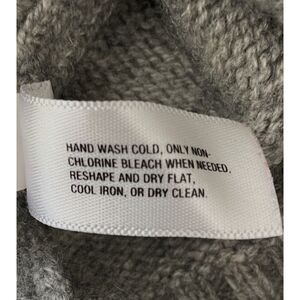 HAND WASH COLD, ONLY NON-
CHLORINE BLEACH WHEN NEEDED,
RESHAPE AND DRY FLAT,
COOL IRON, OR DRY CLEAN.